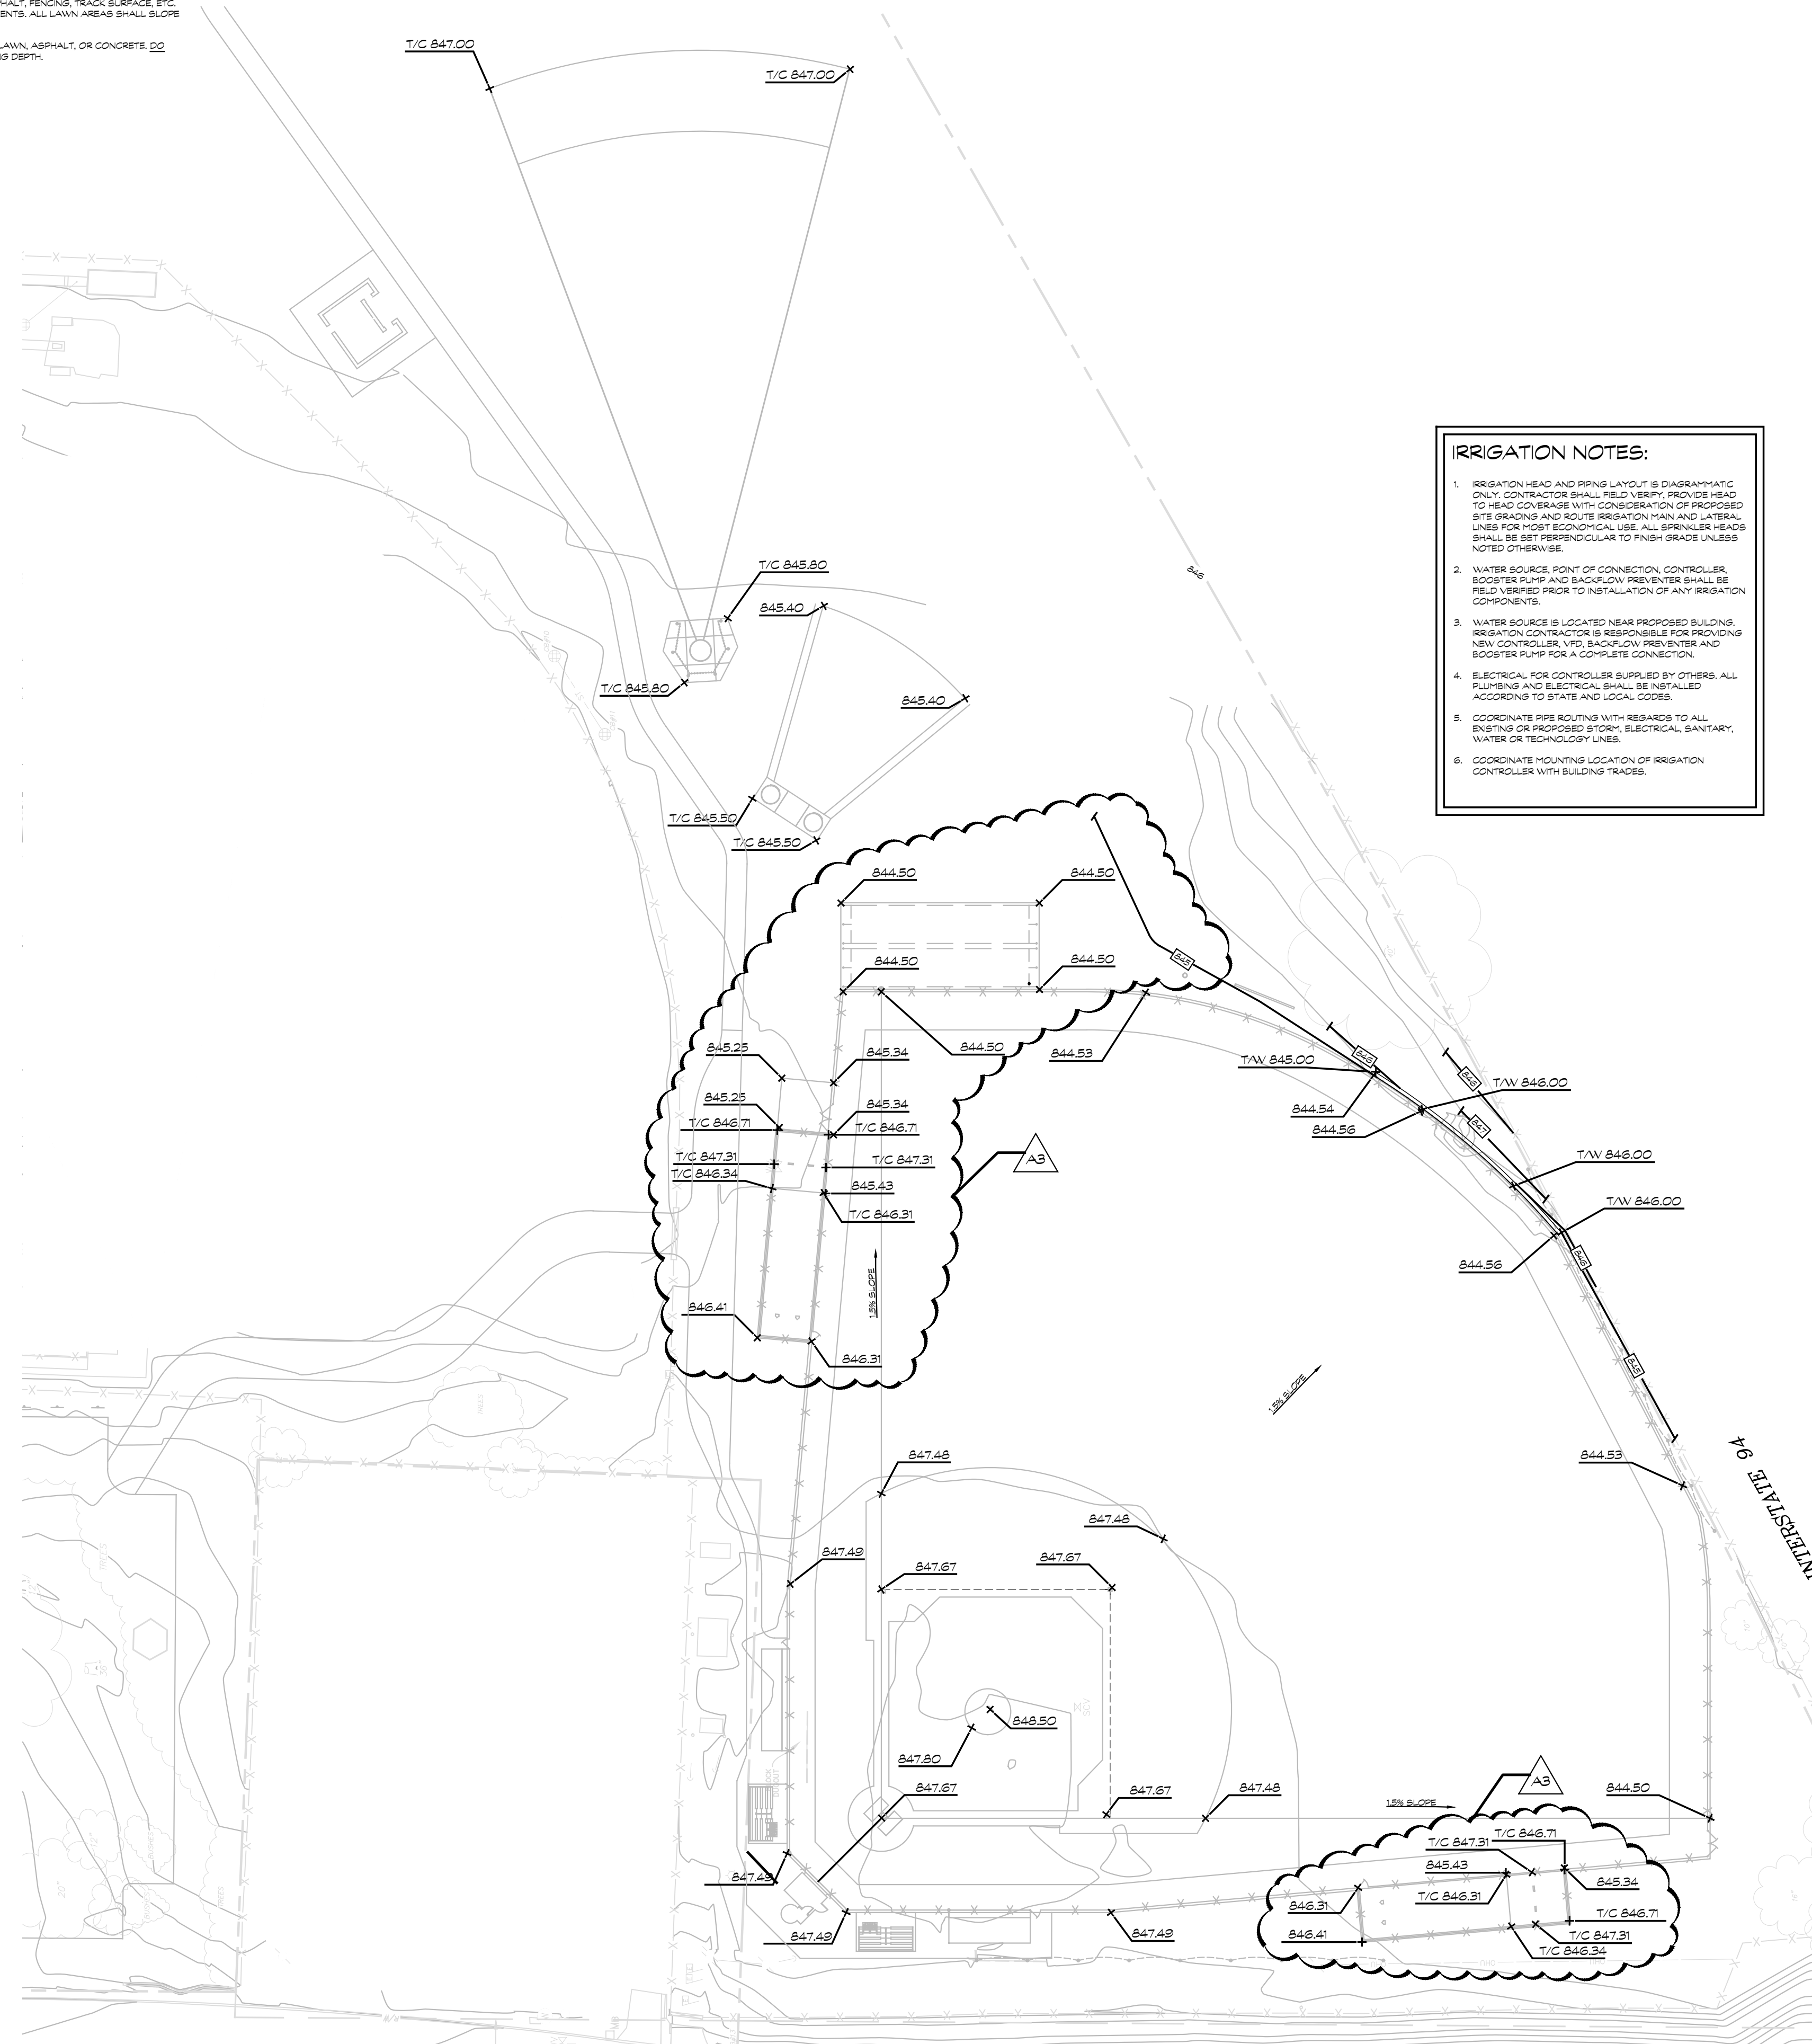 PHALT, FENCING, TRACK SURFACE, ETC.
ENTS. ALL LAWN AREAS SHALL SLOPE
LAWN, ASPHALT, OR CONCRETE. DO
NG DEPTH.
T/C 847.00
T/C 847.00
846
IRRIGATION NOTES:
1. IRRIGATION HEAD AND PIPING LAYOUT IS DIAGRAMMATIC
ONLY. CONTRACTOR SHALL FIELD VERIFY, PROVIDE HEAD
TO HEAD COVERAGE WITH CONSIDERATION OF PROPOSED
SITE GRADING AND ROUTE IRRIGATION MAIN AND LATERAL
LINES FOR MOST ECONOMICAL USE. ALL SPRINKLER HEADS
SHALL BE SET PERPENDICULAR TO FINISH GRADE UNLESS
NOTED OTHERWISE.
2. WATER SOURCE, POINT OF CONNECTION, CONTROLLER,
BOOSTER PUMP AND BACKFLOW PREVENTER SHALL BE
FIELD VERIFIED PRIOR TO INSTALLATION OF ANY IRRIGATION
COMPONENTS.
3. WATER SOURCE IS LOCATED NEAR PROPOSED BUILDING.
IRRIGATION CONTRACTOR IS RESPONSIBLE FOR PROVIDING
NEW CONTROLLER, VFD, BACKFLOW PREVENTER AND
BOOSTER PUMP FOR A COMPLETE CONNECTION.
4. ELECTRICAL FOR CONTROLLER SUPPLIED BY OTHERS. ALL
PLUMBING AND ELECTRICAL SHALL BE INSTALLED
ACCORDING TO STATE AND LOCAL CODES.
5. COORDINATE PIPE ROUTING WITH REGARDS TO ALL
EXISTING OR PROPOSED STORM, ELECTRICAL, SANITARY,
WATER OR TECHNOLOGY LINES.
6. COORDINATE MOUNTING LOCATION OF IRRIGATION
CONTROLLER WITH BUILDING TRADES.
T/C 845.80
845.40
T/C 845.80
845.40
T/C 845.50
T/C 845.50
844.50
844.50
844.50
844.50
845
844.50
844.53
845.25
845.34
845.25
845.34
T/C 846.71
T/C 846.71
T/C 847.31
T/C 847.31
T/C 846.34
845.43
T/C 846.31
A3
1.5% SLOPE
846.41
846.31
T/W 845.00
846
846
T/W 846.00
844.54
844.56
847
T/W 846.00
T/W 846.00
844.56
846
845
1.5% SLOPE
844.53
INTERSTATE 94
TREES
TREES
847.48
847.48
847.49
847.67
847.67
848.50
847.80
847.67
847.67
847.48
SGV
DUGOUT
847.49
847.49
847.49
1.5% SLOPE
A3
844.50
T/C 847.31
T/C 846.71
845.43
845.34
T/C 846.31
846.31
T/C 846.71
846.41
T/C 847.31
T/C 846.34
TREES
MB